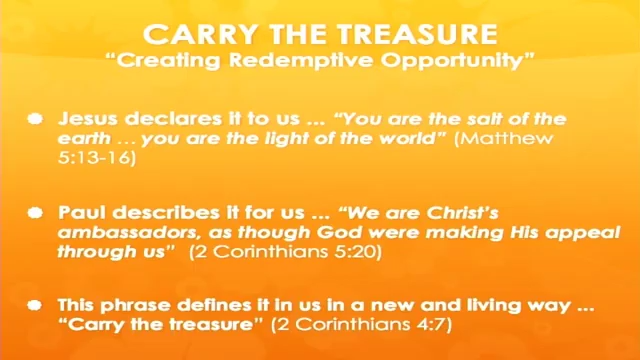 CARRY THE TREASURE
“Creating Redemptive Opportunity”
Jesus declares it to us ... “You are the salt of the
earth ... you are the light of the world” (Matthew
5:13-16)
Paul describes it for us ... “We are Christ’s
ambassadors, as though God were making His appeal
through us” (2 Corinthians 5:20)
This phrase defines it in us in a new and living way ...
“Carry the treasure” (2 Corinthians 4:7)